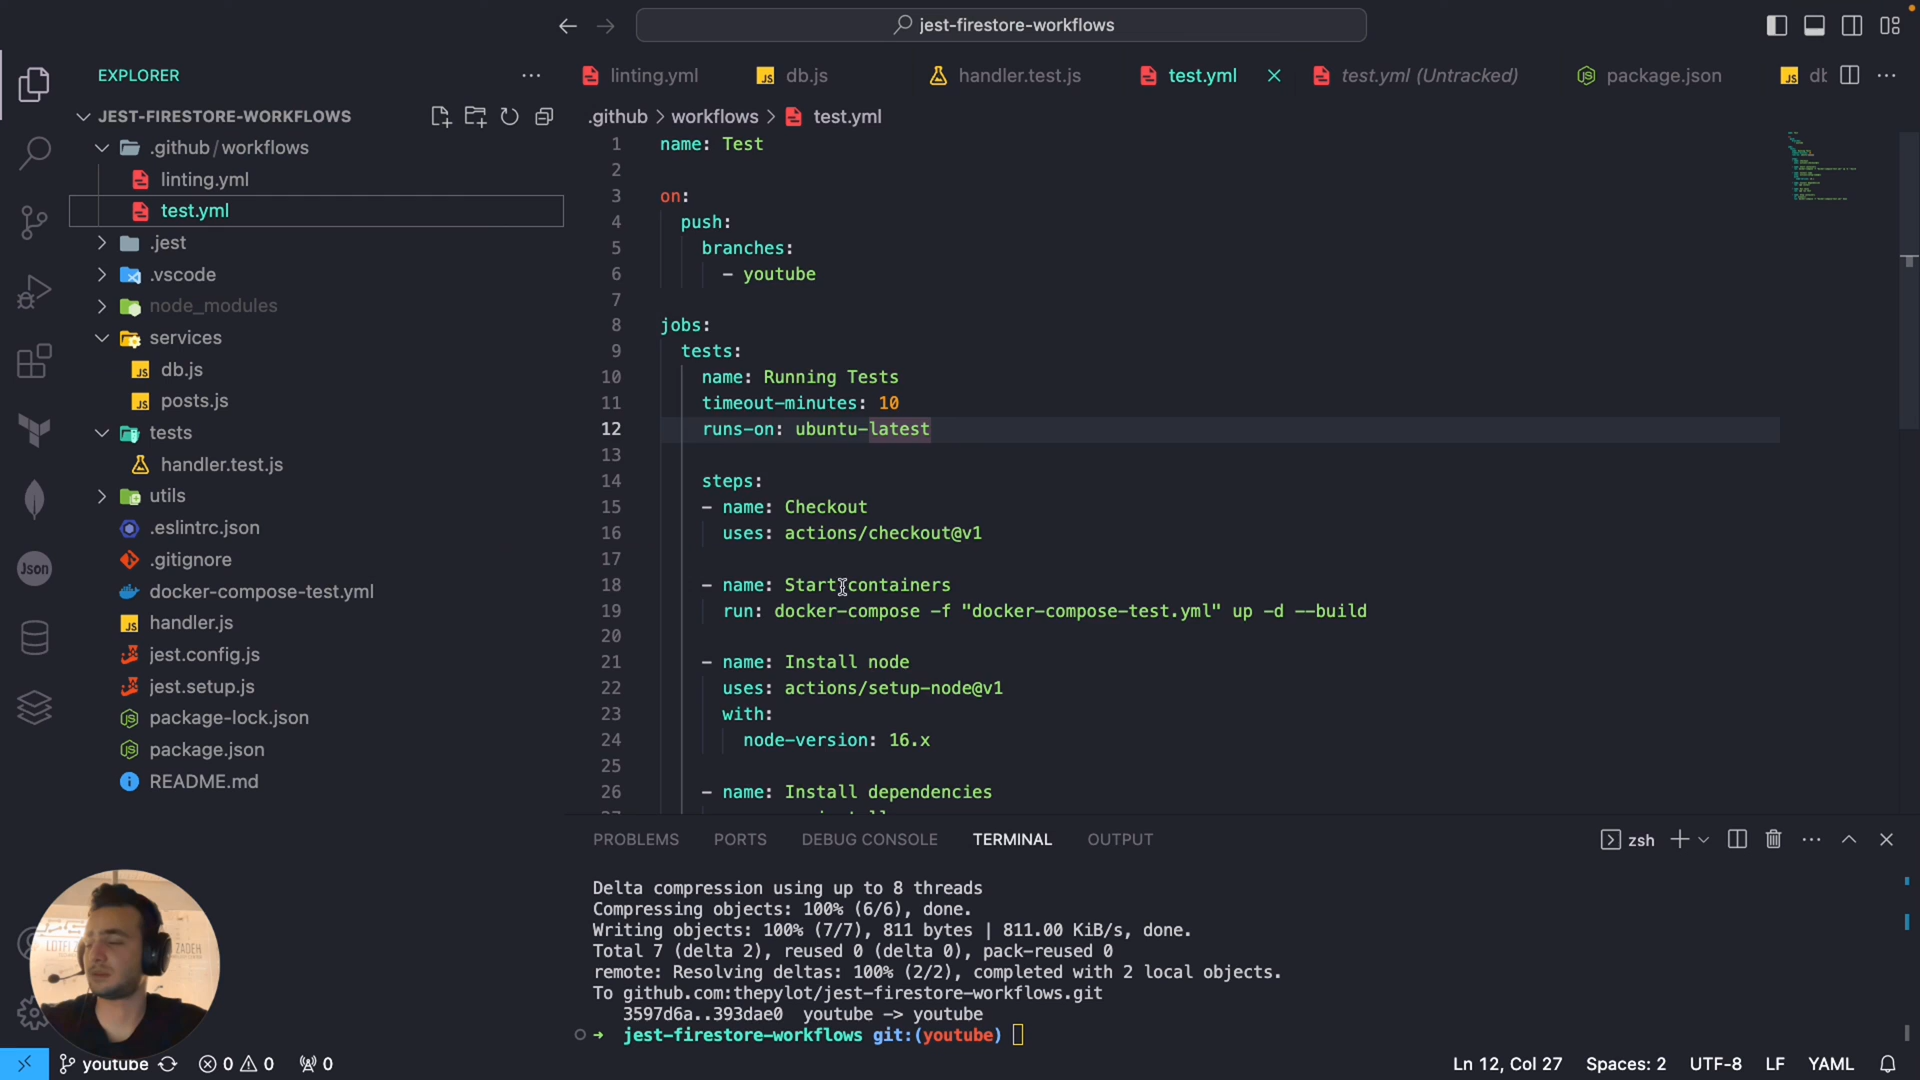 jest-firestore-workflows
EXPLORER
linting.yml
db.js
handler.test.js
test.yml
test.yml (Untracked)
package.json
JEST-FIRESTORE-WORKFLOWS
.github / workflows
linting.yml
test.yml
.jest
.vscode
node_modules
services
db.js
posts.js
tests
handler.test.js
utils
.eslintrc.json
.gitignore
docker-compose-test.yml
handler.js
jest.config.js
jest.setup.js
package-lock.json
package.json
README.md
.github > workflows > test.yml
1 name: Test
2
3 on:
4 push:
5 branches:
6 - youtube
7
8 jobs:
9 tests:
10 name: Running Tests
11 timeout-minutes: 10
12 runs-on: ubuntu-latest
13
14 steps:
15 - name: Checkout
16 uses: actions/checkout@v1
17
18 - name: Start containers
19 run: docker-compose -f "docker-compose-test.yml" up -d --build
20
21 - name: Install node
22 uses: actions/setup-node@v1
23 with:
24 node-version: 16.x
25
26 - name: Install dependencies
PROBLEMS PORTS DEBUG CONSOLE TERMINAL OUTPUT
zsh
Delta compression using up to 8 threads
Compressing objects: 100% (6/6), done.
Writing objects: 100% (7/7), 811 bytes | 811.00 KiB/s, done.
Total 7 (delta 2), reused 0 (delta 0), pack-reused 0
remote: Resolving deltas: 100% (2/2), completed with 2 local objects.
To github.com:thepylot/jest-firestore-workflows.git
3597d6a..393dae0 youtube -> youtube
→ jest-firestore-workflows git:(youtube)
youtube 0 0 0 Ln 12, Col 27 Spaces: 2 UTF-8 LF YAML